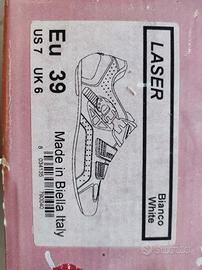 LASER
Bianco
White
Eu 39
US 7 UK 6
Made in Biella Italy